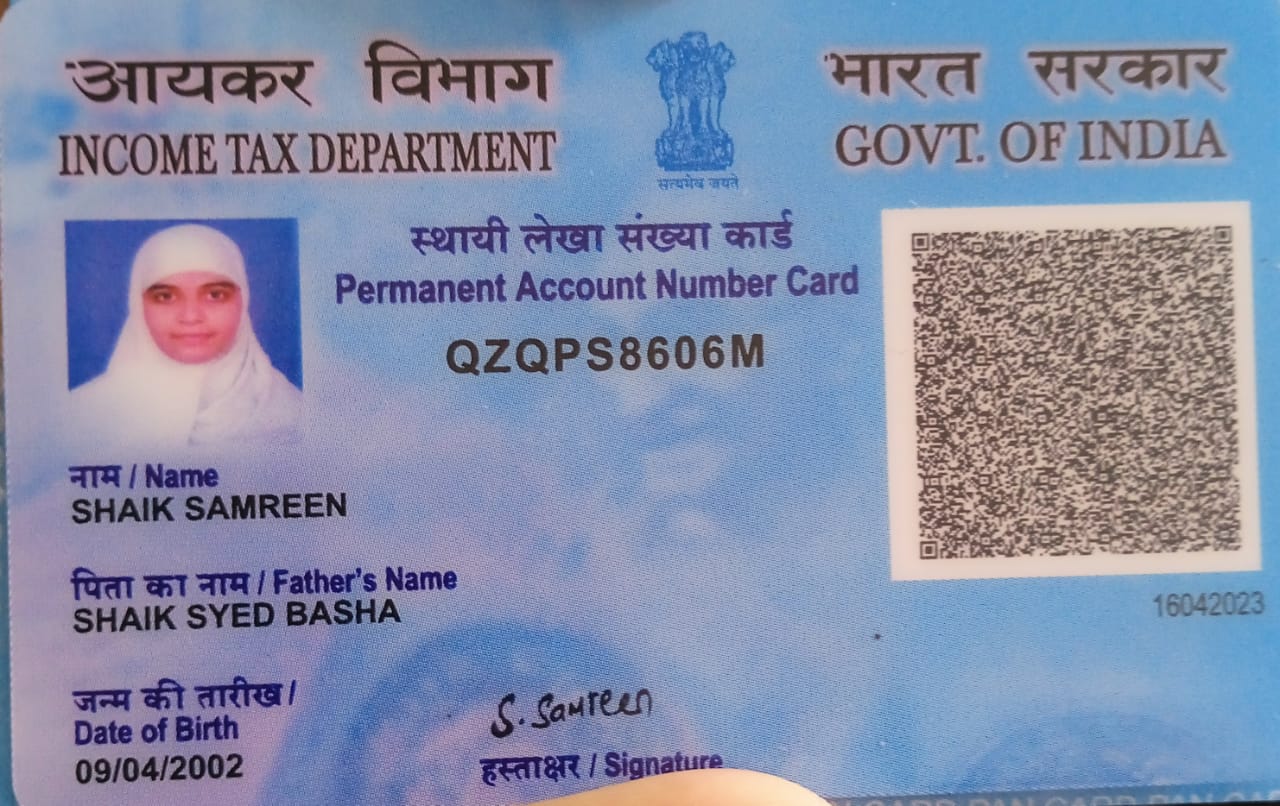 आयकर विभाग
INCOME TAX DEPARTMENT
सत्यमेव जयते
भारत सरकार
GOVT. OF INDIA
स्थायी लेखा संख्या कार्ड
Permanent Account Number Card
QZQPS8606M
नाम / Name
SHAIK SAMREEN
पिता का नाम / Father's Name
SHAIK SYED BASHA
16042023
जन्म की तारीख /
Date of Birth
09/04/2002
S. Samreen
हस्ताक्षर / Signature